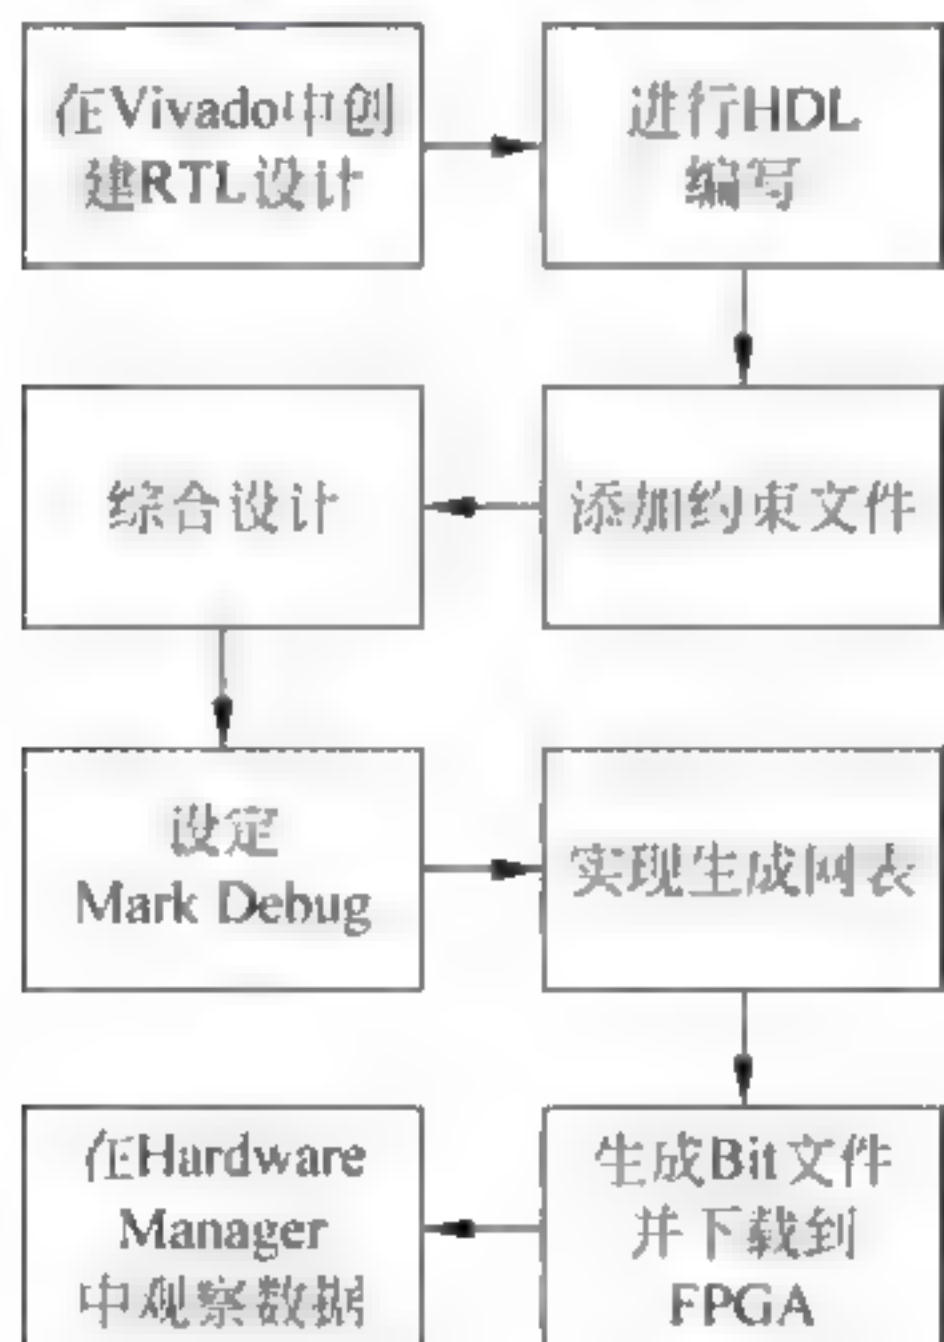 在Vivado中创
建RTL设计
进行HDL
编写
添加约束文件
综合设计
设定
Mark Debug
实现生成网表
生成Bit文件
并下载到
FPGA
在Hardware
Manager
中观察数据